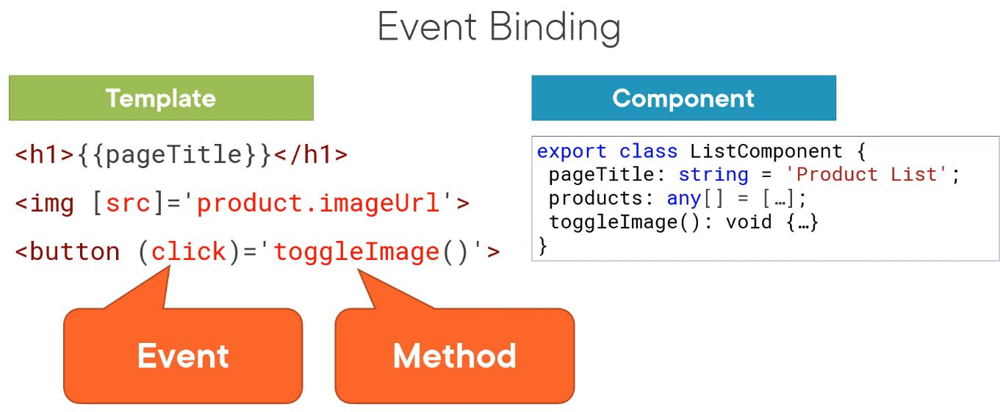 Event Binding
Template
<h1>{{pageTitle}}</h1>
<img [src]='product.imageUrl'>
<button (click)='toggleImage()'>
Event
Method
Component
export class ListComponent {
pageTitle: string = 'Product List';
products: any[] = […];
toggleImage(): void {…}
}